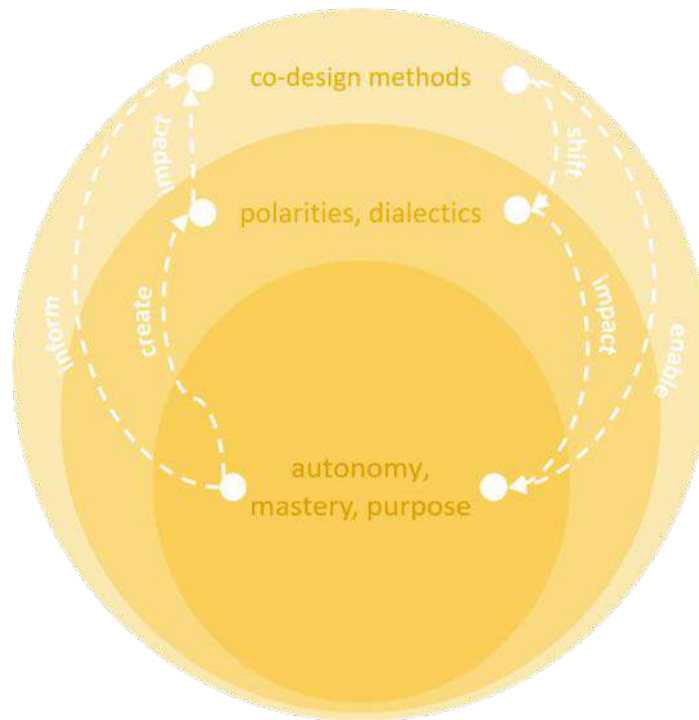 co-design methods
impact
shift
polarities, dialectics
inform
create
impact
enable
autonomy,
mastery, purpose